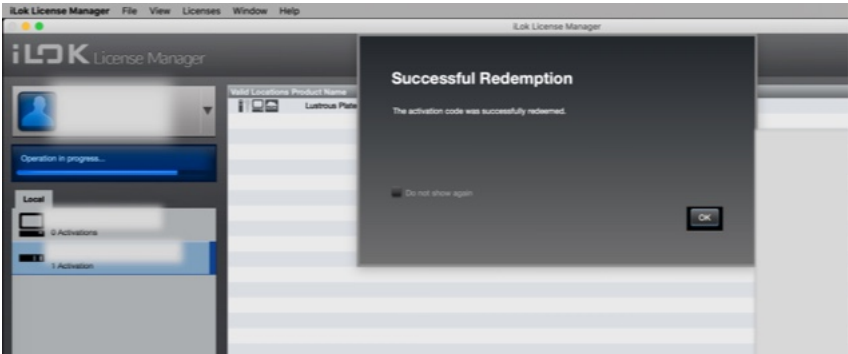 iLok License Manager File View Licenses Window Help
iLok License Manager
iLOK License Manager
Successful Redemption
Valid Locations Product Name
Lustrous Plate
The activation code was successfully redeemed.
Operation in progress...
Do not show again
Local
OK
0 Activations
1 Activation